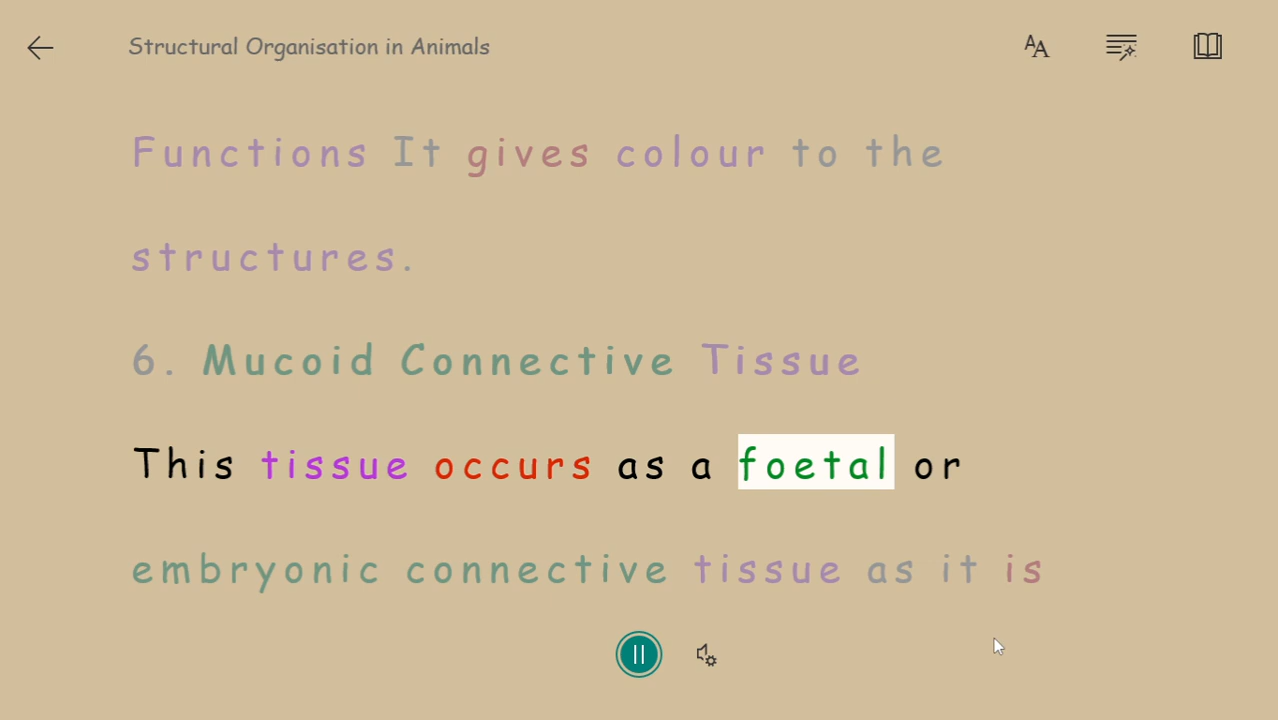 Structural Organisation in Animals
Functions It gives colour to the
structures.
6. Mucoid Connective Tissue
This tissue occurs as a foetal or
embryonic connective tissue as it is